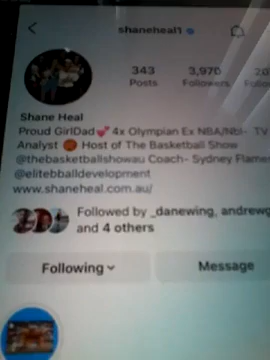 shaneheal1
343
3,970
20
Posts
Followers
Shane Heal
Proud GirlDad💕 4x Olympian Ex NBA/Nbl- TV
Analyst 🏀 Host of The Basketball Show
@thebasketballshowau Coach- Sydney Flames
@elitebballdevelopment
www.shaneheal.com.au/
Followed by _danewing, andrewg
and 4 others
Following
Message